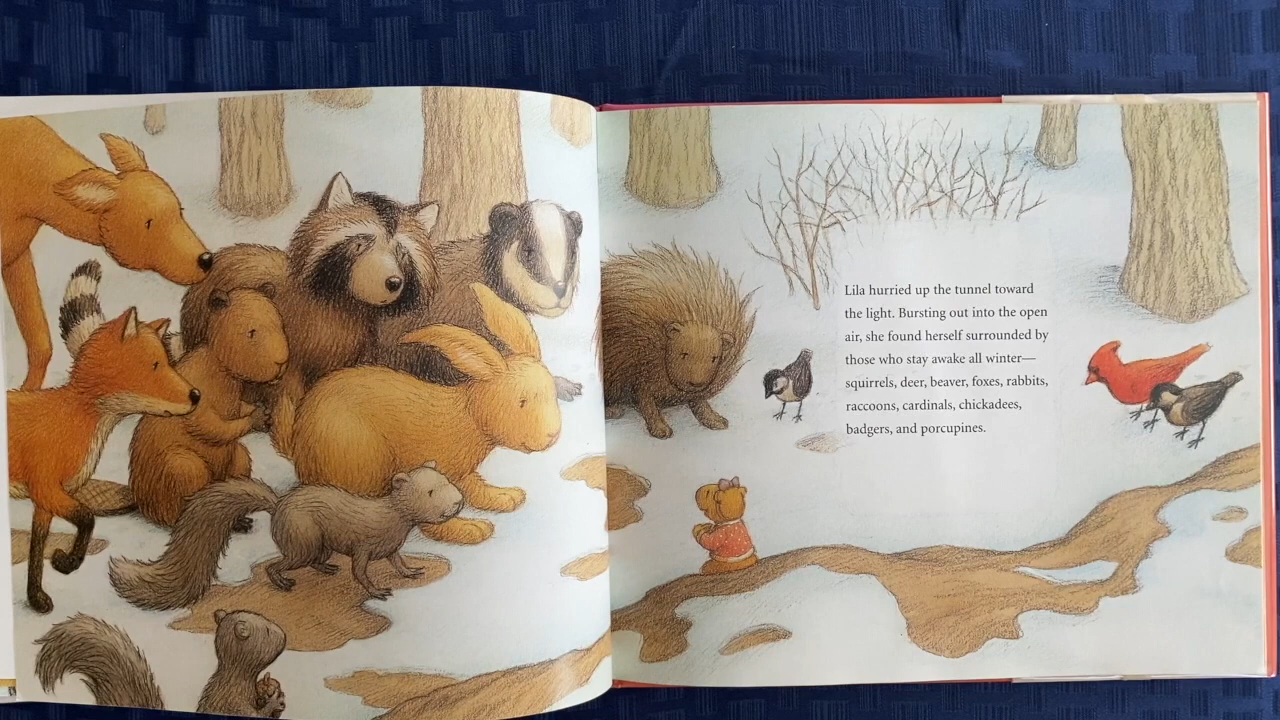 Lila hurried up the tunnel toward
the light. Bursting out into the open
air, she found herself surrounded by
those who stay awake all winter—
squirrels, deer, beaver, foxes, rabbits,
raccoons, cardinals, chickadees,
badgers, and porcupines.